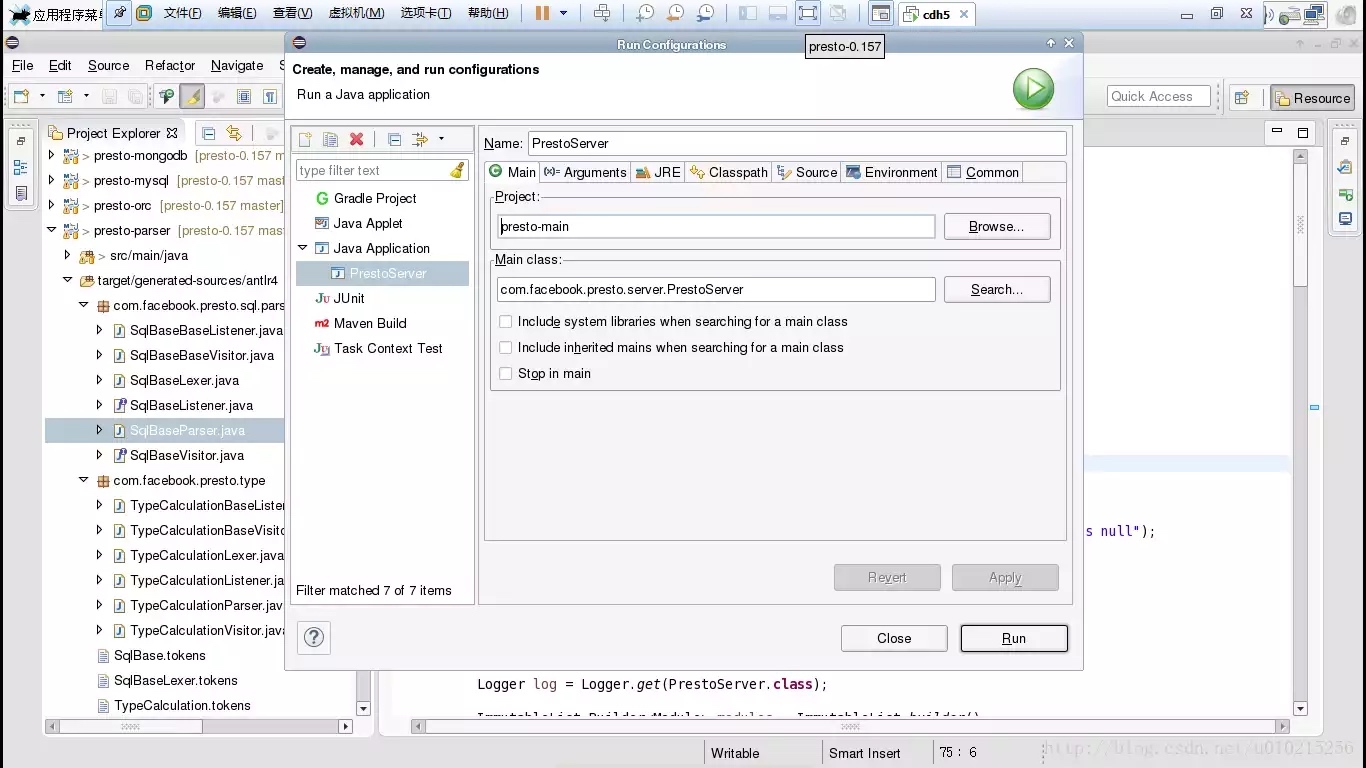 应用程序菜单 文件(F) 编辑(E) 查看(V) 虚拟机(M) 选项卡(T) 帮助(H) cdh5
Run Configurations
presto-0.157
File Edit Source Refactor Navigate
Create, manage, and run configurations
Run a Java application
Quick Access
Resource
Project Explorer
presto-mongodb [presto-0.157 m
presto-mysql [presto-0.157 mast
presto-orc [presto-0.157 master]
presto-parser [presto-0.157 mas
> src/main/java
target/generated-sources/antlr4
com.facebook.presto.sql.pars
SqlBaseBaseListener.java
SqlBaseBaseVisitor.java
SqlBaseLexer.java
SqlBaseListener.java
SqlBaseParser.java
SqlBaseVisitor.java
com.facebook.presto.type
TypeCalculationBaseListene
TypeCalculationBaseVisito
TypeCalculationLexer.java
TypeCalculationListener.ja
TypeCalculationParser.jav
TypeCalculationVisitor.java
SqlBase.tokens
SqlBaseLexer.tokens
TypeCalculation.tokens
type filter text
Gradle Project
Java Applet
Java Application
PrestoServer
JUnit
Maven Build
Task Context Test
Filter matched 7 of 7 items
Name: PrestoServer
Main Arguments JRE Classpath Source Environment Common
Project:
presto-main Browse...
Main class:
com.facebook.presto.server.PrestoServer Search...
Include system libraries when searching for a main class
Include inherited mains when searching for a main class
Stop in main
Revert Apply
Close Run
s null");
Logger log = Logger.get(PrestoServer.class);
ImmutableList.Builder<Module> modules = ImmutableList.builder()
Writable Smart Insert 75 : 6
http://blog.csdn.net/u010215256